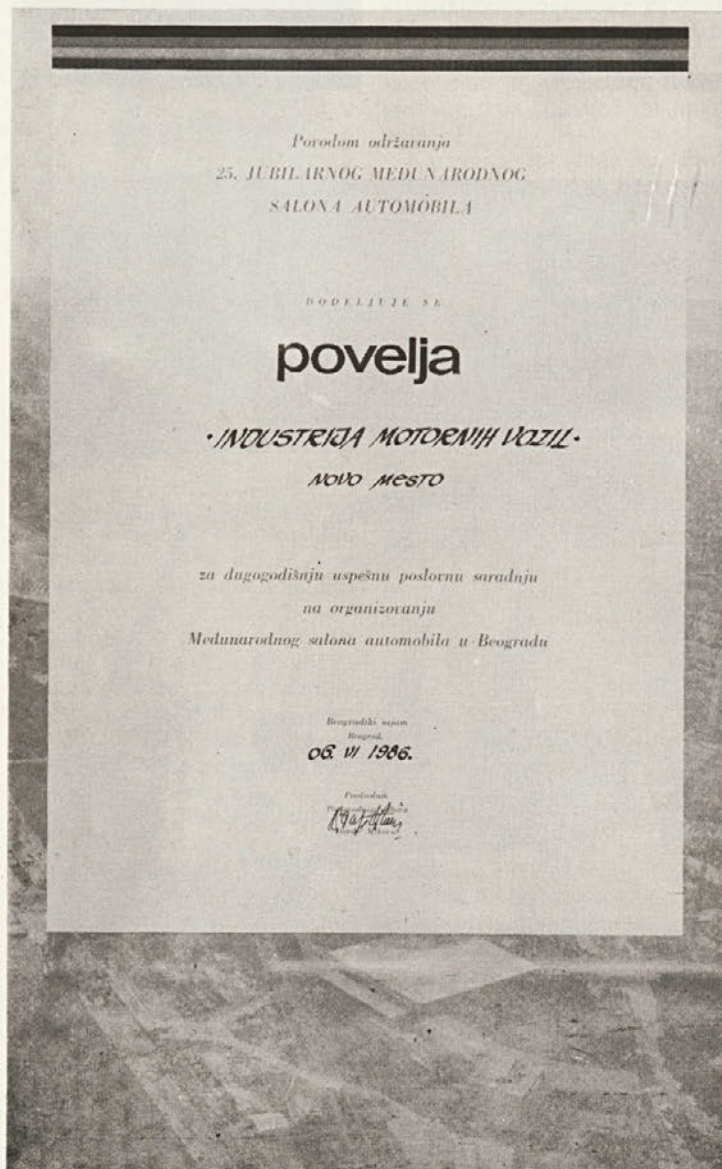 Povodom održavanja
25. JUBILARNOG MEĐUNARODNOG
SALONA AUTOMOBILA
DODELJUJE SE
povelja
·INDUSTRIJA MOTORNIH VOZIL·
NOVO MESTO
za dugogodišnju uspešnu poslovnu saradnju
na organizovanju
Međunarodnog salona automobila u Beogradu
Beogradski sajam
Beograd,
06. VI 1986.
Predsednik